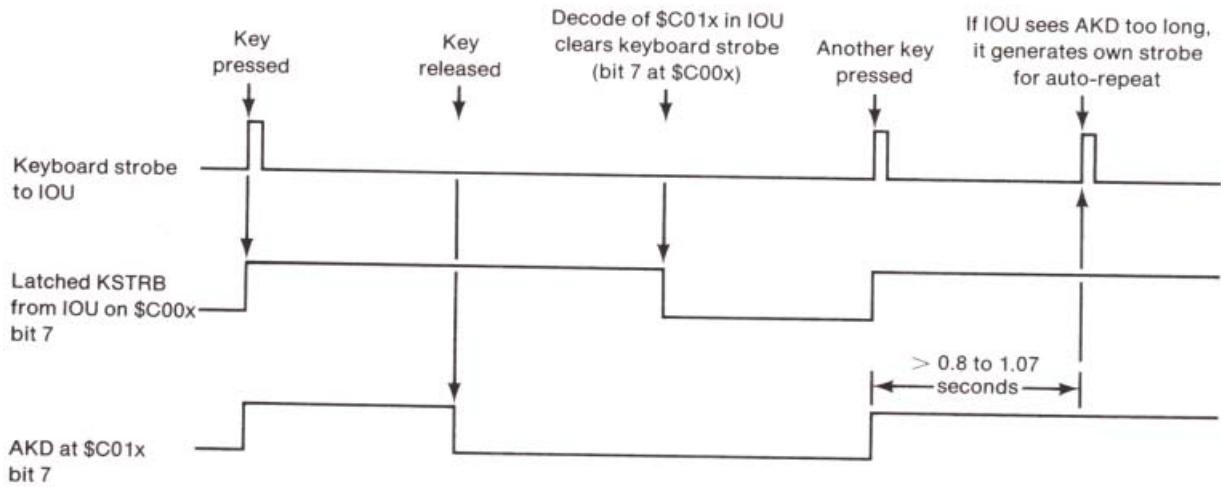 Key
pressed
Key
released
Decode of $C01x in IOU
clears keyboard strobe
(bit 7 at $C00x)
Another key
pressed
If IOU sees AKD too long,
it generates own strobe
for auto-repeat
Keyboard strobe
to IOU
Latched KSTRB
from IOU on $C00x
bit 7
> 0.8 to 1.07
seconds
AKD at $C01x
bit 7